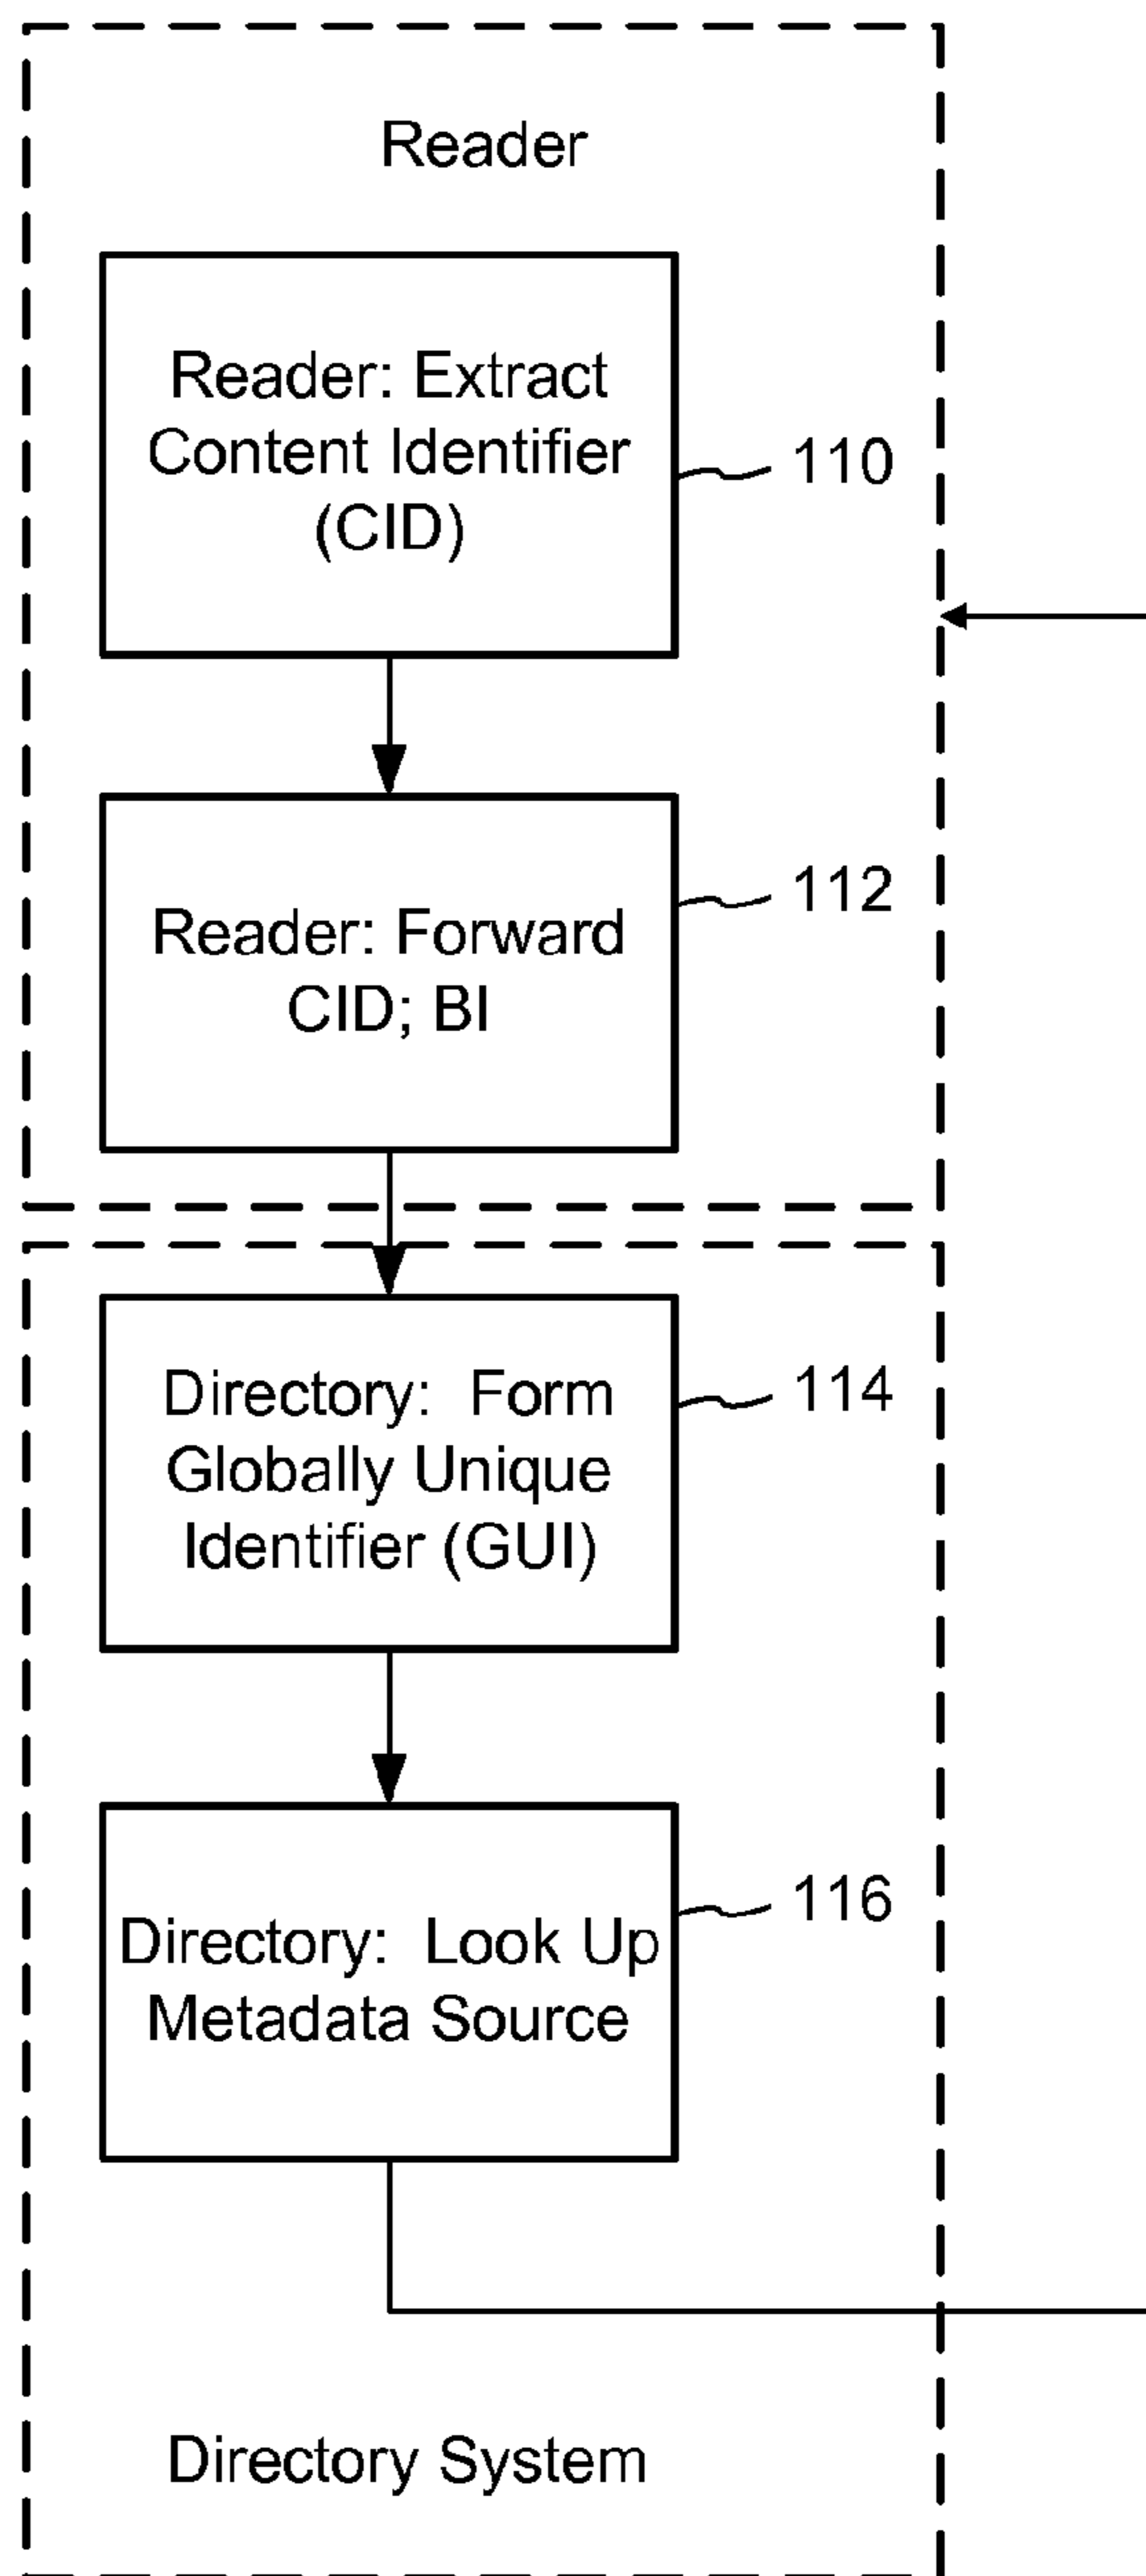 Reader
Reader: Extract
Content Identifier
(CID)
110
Reader: Forward
CID; BI
112
Directory: Form
Globally Unique
Identifier (GUI)
114
Directory: Look Up
Metadata Source
116
Directory System